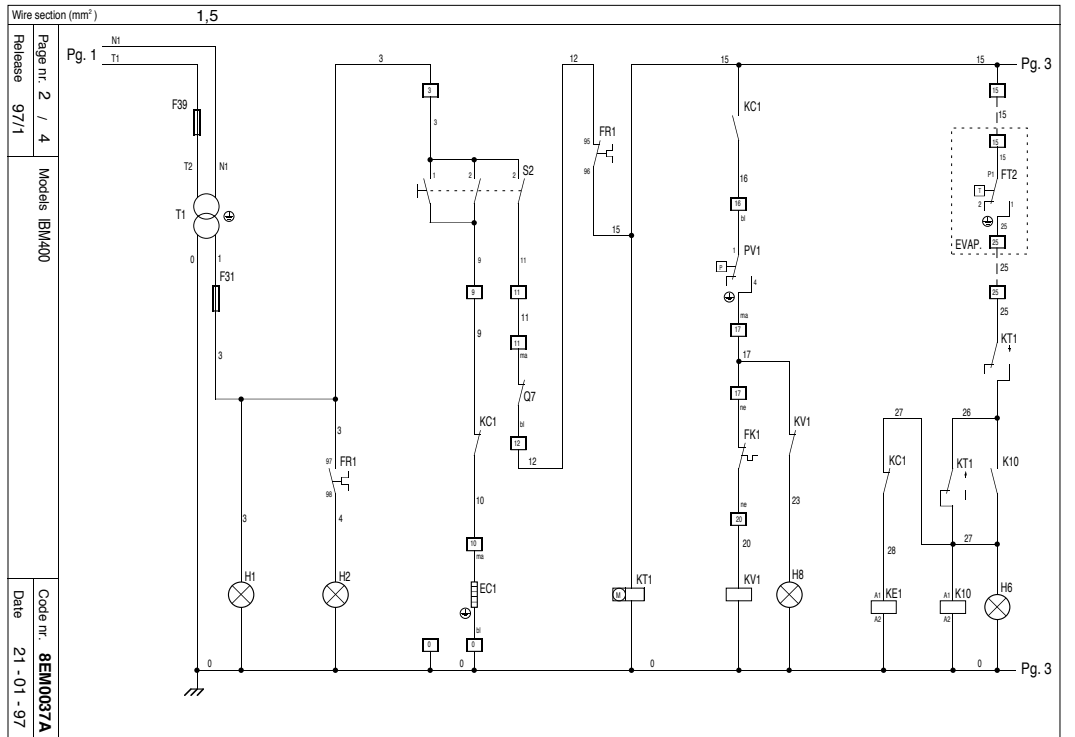 Wire section (mm²) 1,5
Page nr. 2 / 4
Release 97/1
Models IBM400
Code nr. 8EM0037A
Date 21 - 01 - 97
Pg. 1
N1
T1
3
12
15
15
Pg. 3
F39
3
3
FR1
95
96
KC1
15
15
15
T2
N1
1
2
2
S2
16
16
bl
P1
FT2
T
2
1
T1
15
25
EVAP.
25
0
1
9
11
1
PV1
P
4
25
F31
9
11
ma
25
11
17
25
3
9
11
ma
17
KT1
17
ne
Q7
3
KC1
bl
FK1
KV1
27
26
12
97
FR1
98
12
KC1
KT1
K10
10
23
ne
3
4
20
27
10
20
28
ma
H1
H2
EC1
KT1
M
KV1
H8
A1
KE1
A2
A1
K10
A2
H6
bl
0
0
0
0
0
0
Pg. 3